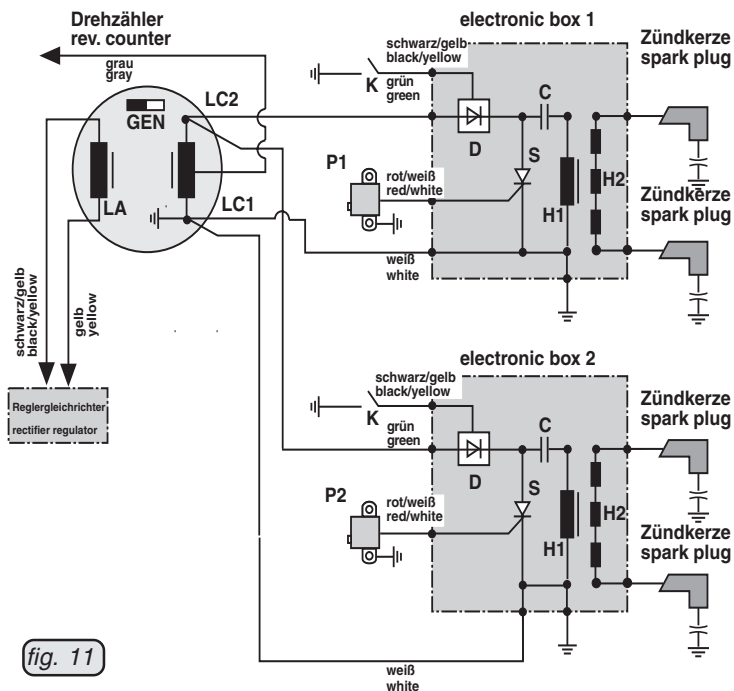 Drehzähler
rev. counter
grau
gray
GEN
LC2
LA
LC1
schwarz/gelb
black/yellow
gelb
yellow
Reglergleichrichter
rectifier regulator
electronic box 1
schwarz/gelb
black/yellow
K
grün
green
C
D
S
P1
rot/weiß
red/white
H1
H2
weiß
white
Zündkerze
spark plug
Zündkerze
spark plug
electronic box 2
schwarz/gelb
black/yellow
K
grün
green
C
D
S
P2
rot/weiß
red/white
H1
H2
Zündkerze
spark plug
Zündkerze
spark plug
weiß
white
fig. 11